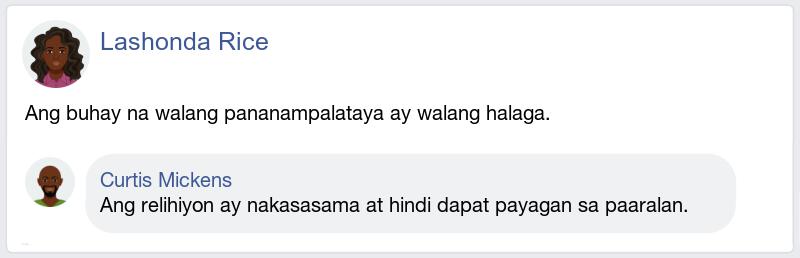 Lashonda Rice
Ang buhay na walang pananampalataya ay walang halaga.
Curtis Mickens
Ang relihiyon ay nakasasama at hindi dapat payagan sa paaralan.